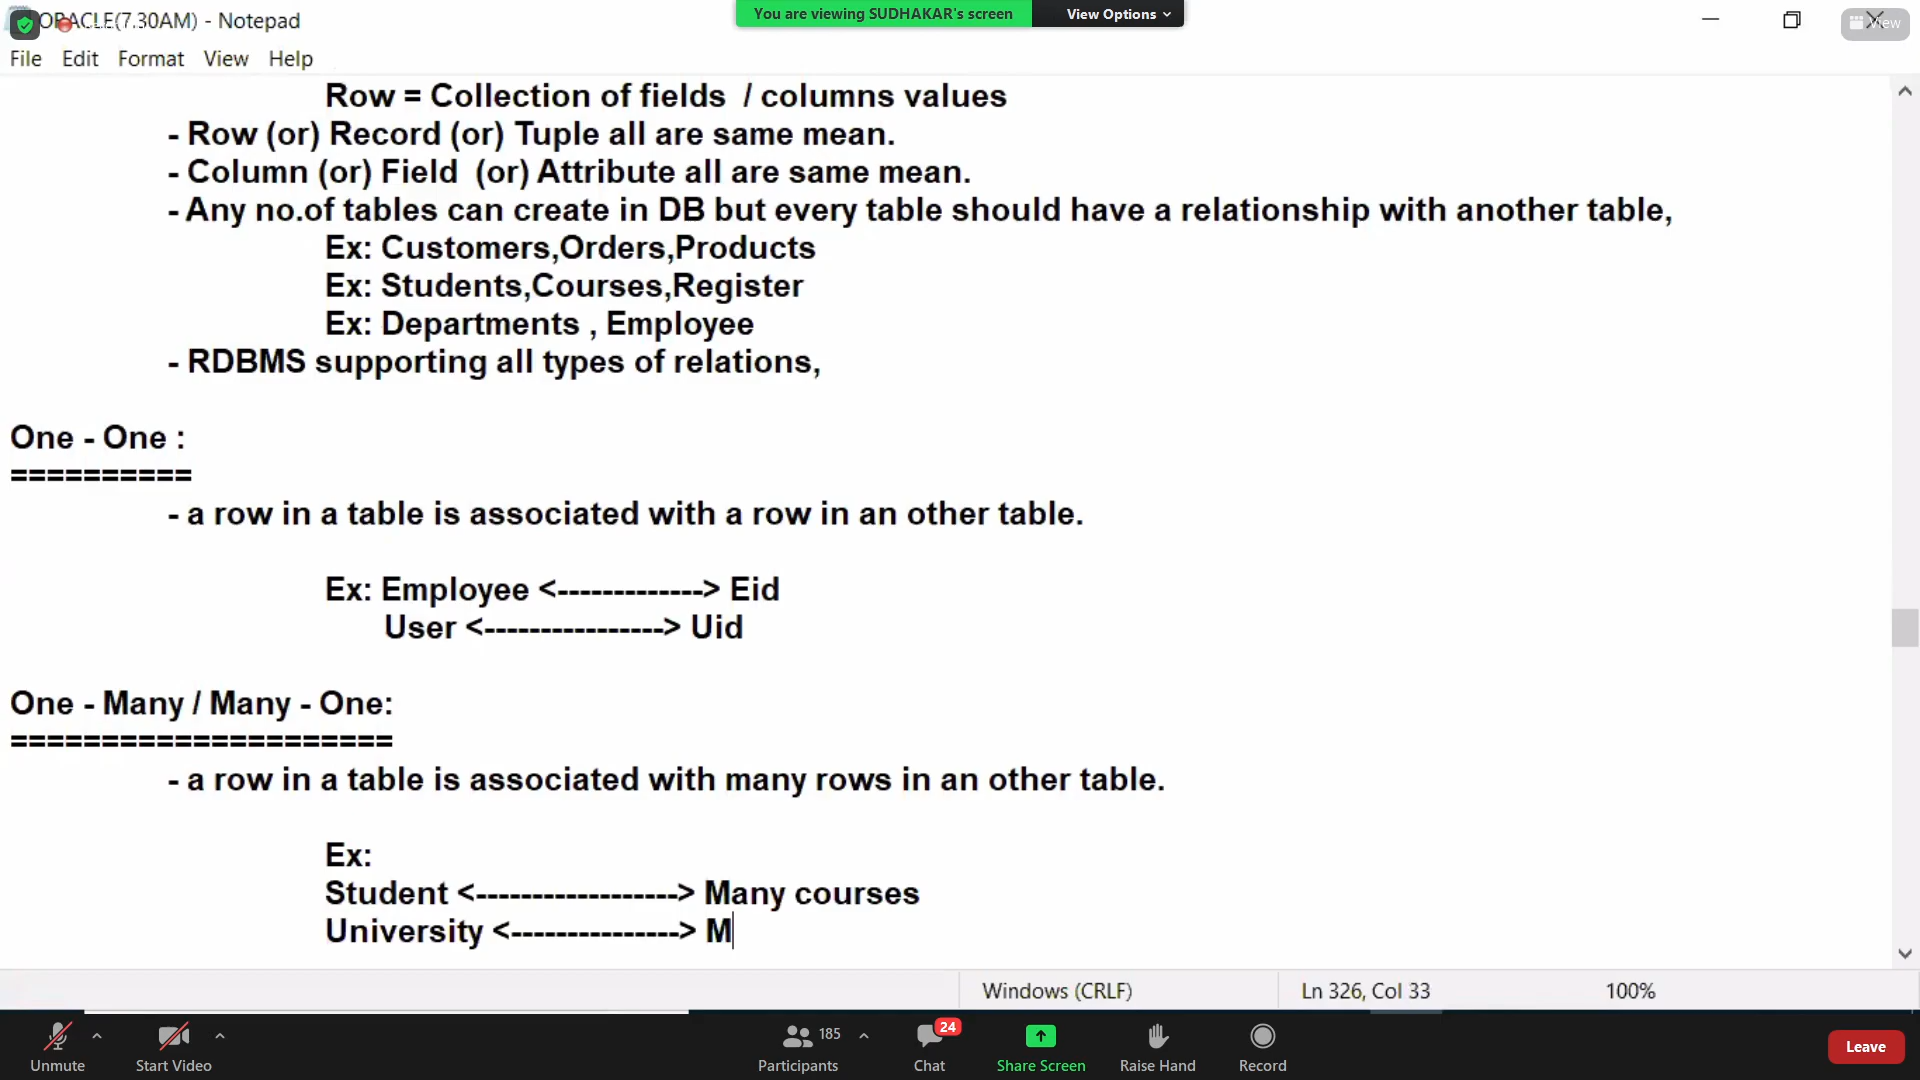 ORACLE(7.30AM) - Notepad
You are viewing SUDHAKAR's screen
View Options
View
File Edit Format View Help
Row = Collection of fields / columns values
- Row (or) Record (or) Tuple all are same mean.
- Column (or) Field (or) Attribute all are same mean.
- Any no.of tables can create in DB but every table should have a relationship with another table,
Ex: Customers,Orders,Products
Ex: Students,Courses,Register
Ex: Departments , Employee
- RDBMS supporting all types of relations,
One - One :
==========
- a row in a table is associated with a row in an other table.
Ex: Employee <-------------> Eid
User <----------------> Uid
One - Many / Many - One:
=====================
- a row in a table is associated with many rows in an other table.
Ex:
Student <------------------> Many courses
University <---------------> M
Windows (CRLF) Ln 326, Col 33 100%
185 24
Unmute Start Video Participants Chat Share Screen Raise Hand Record Leave